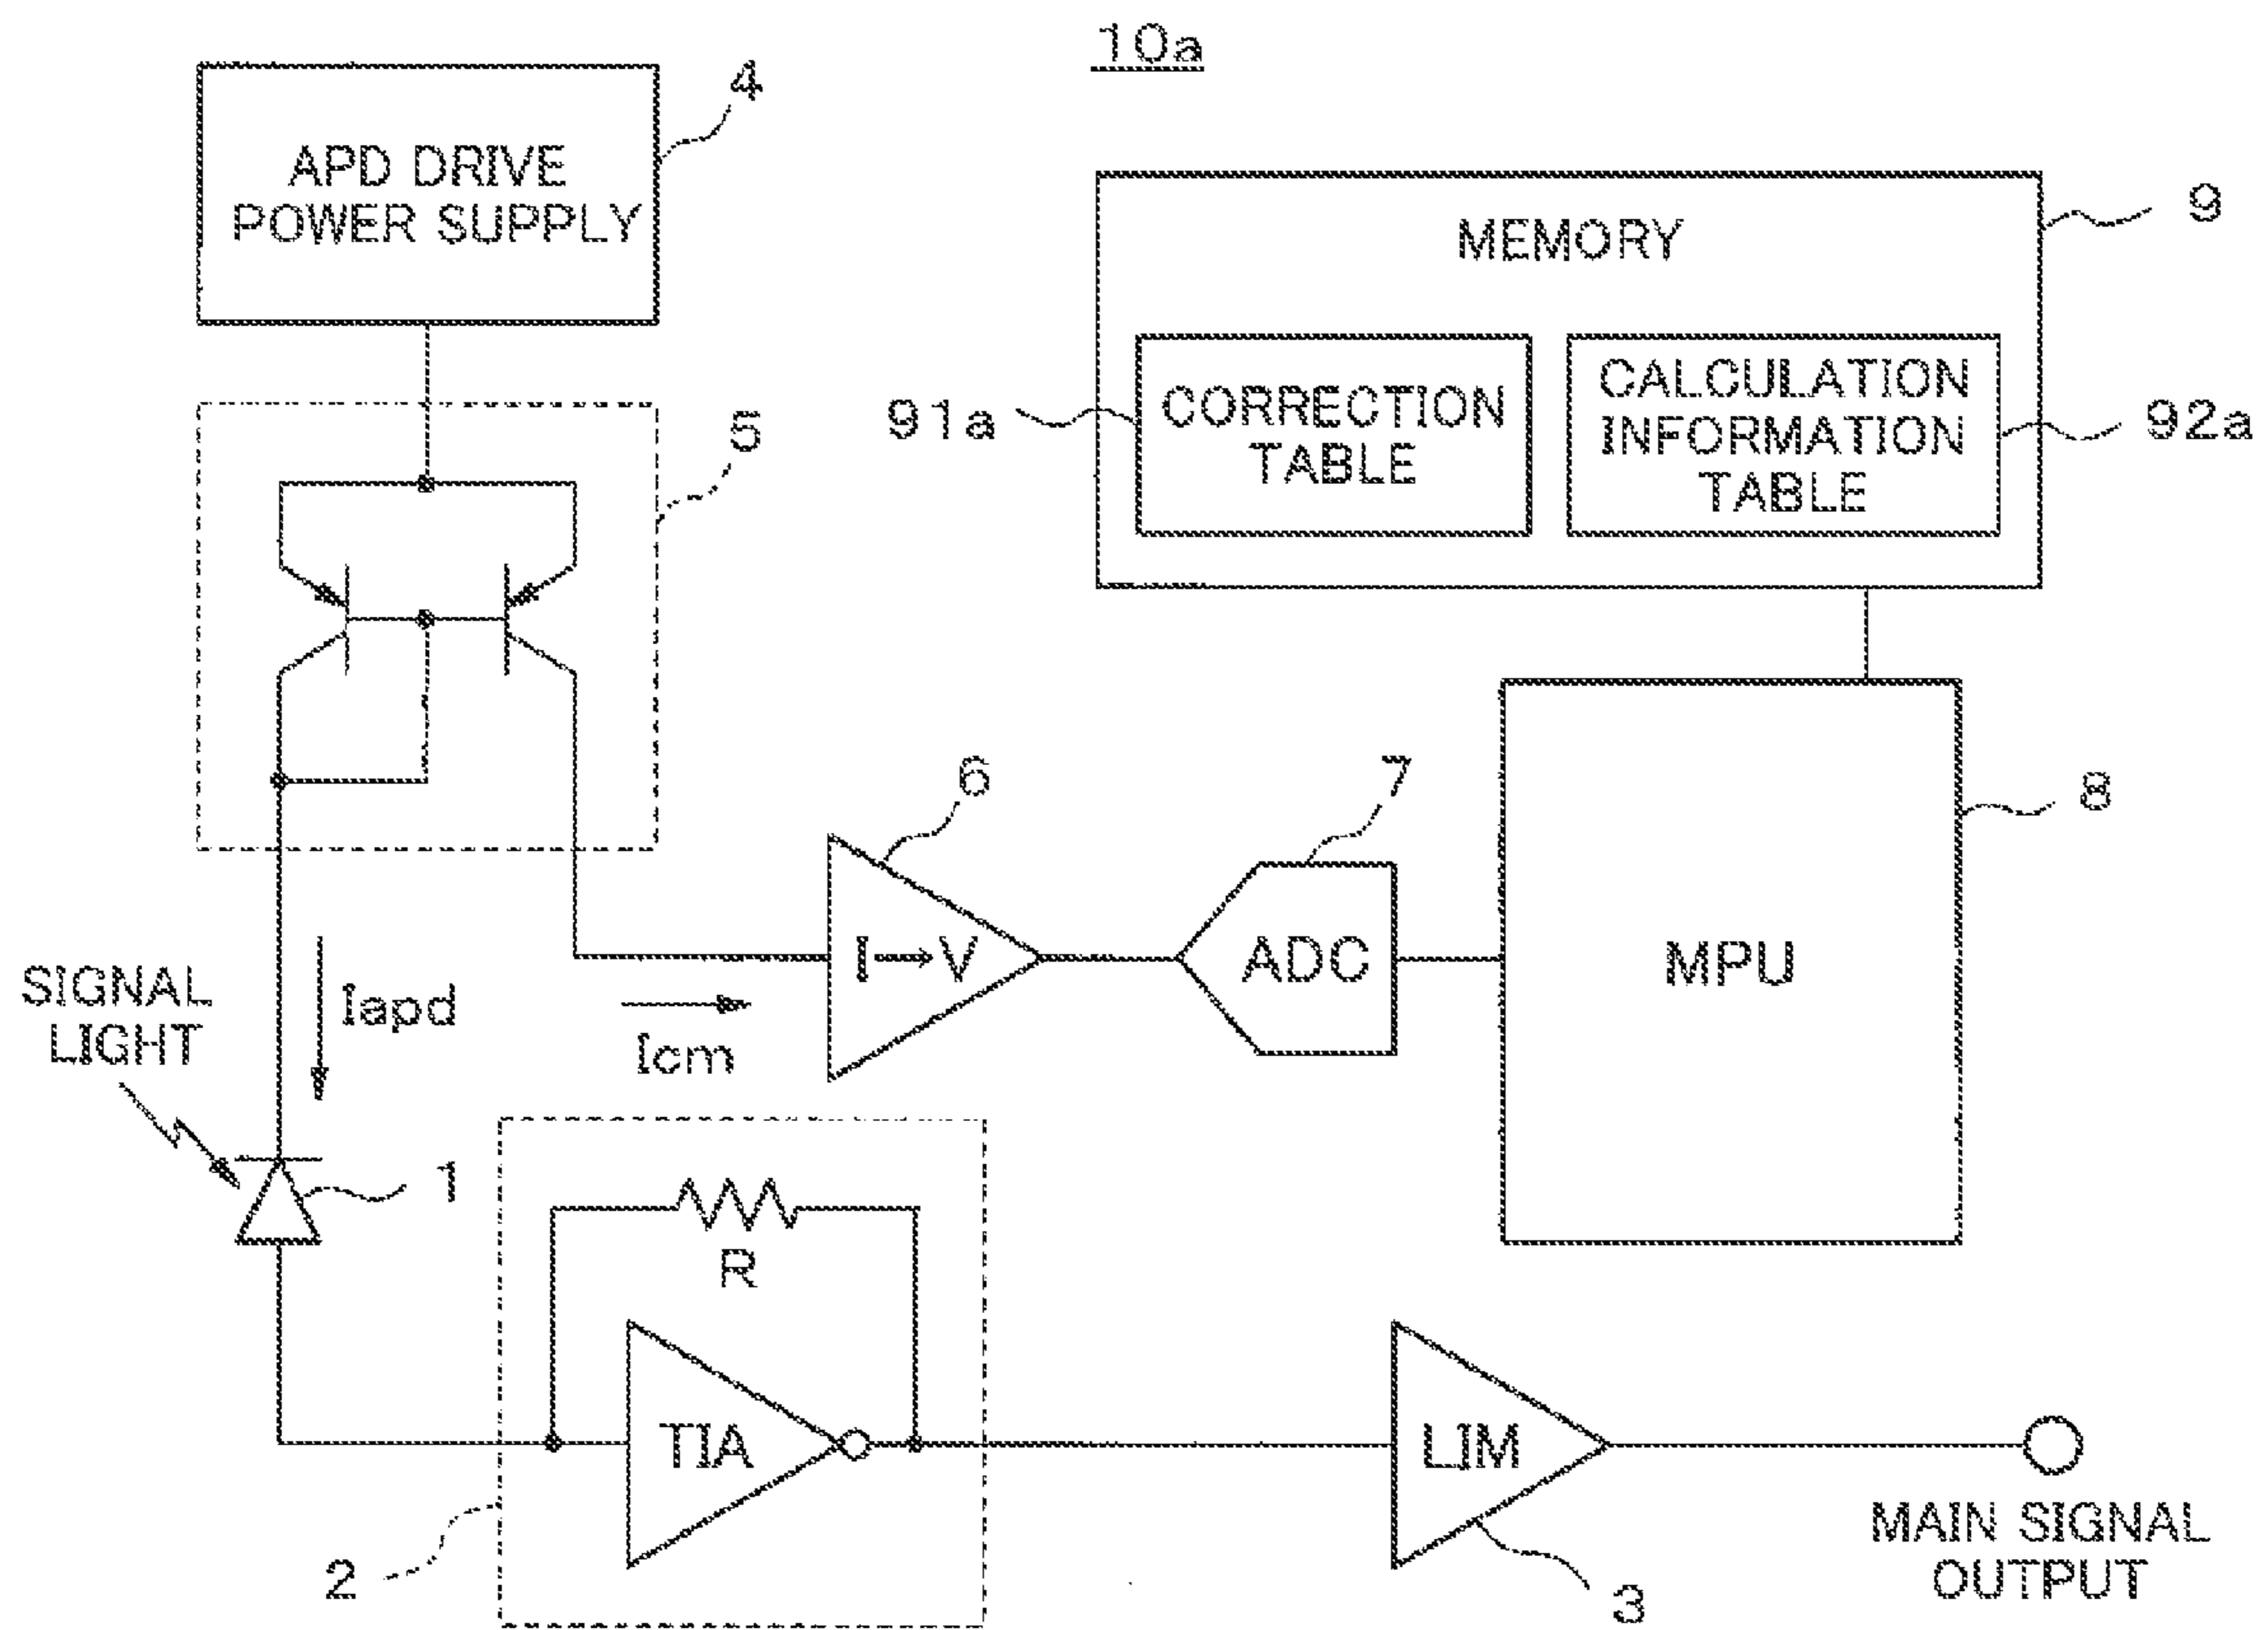 10a
4
APD DRIVE
POWER SUPPLY
9
MEMORY
91a
CORRECTION
TABLE
CALCULATION
INFORMATION
TABLE
92a
5
6
7
8
I→V
ADC
MPU
SIGNAL
LIGHT
Iapd
Icm
1
R
TIA
LIM
2
3
MAIN SIGNAL
OUTPUT